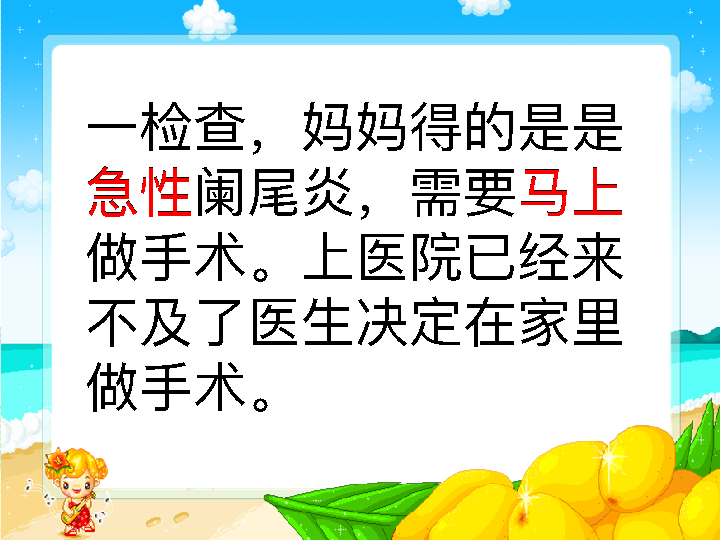 一检查，妈妈得的是是
急性阑尾炎，需要马上
做手术。上医院已经来
不及了医生决定在家里
做手术。